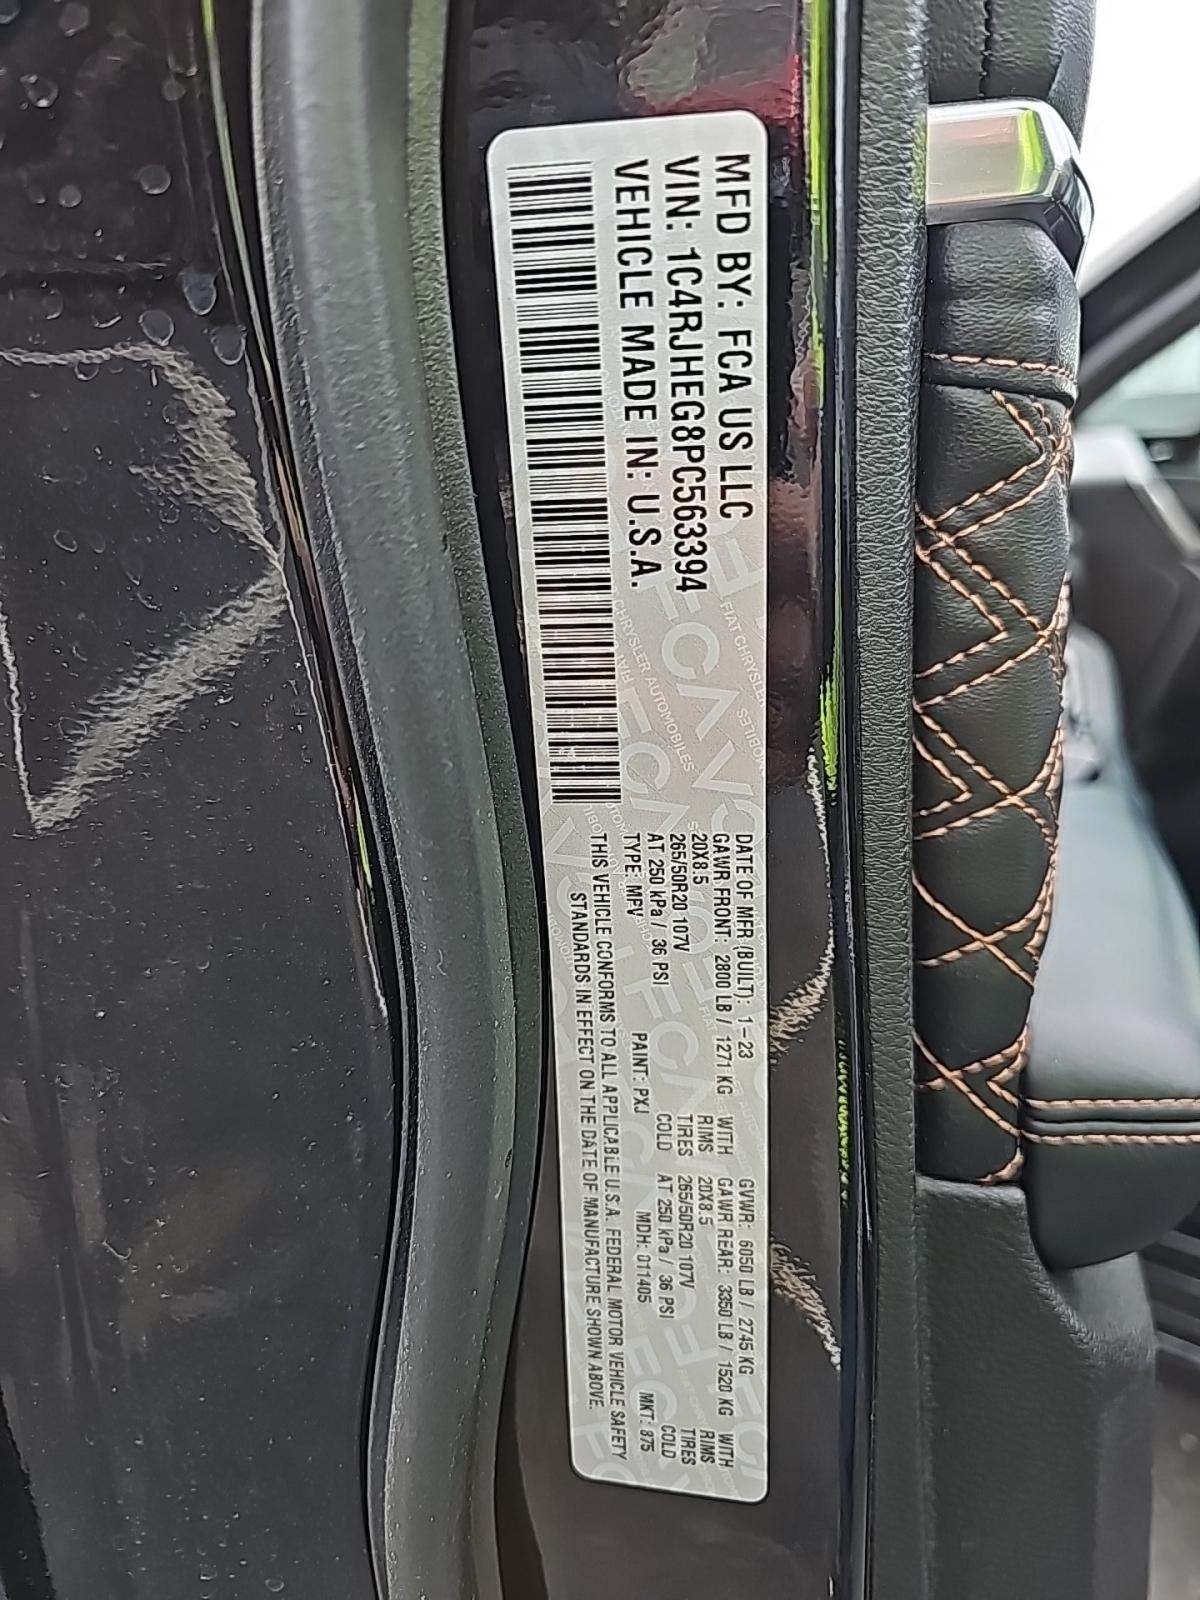 MFD BY: FCA US LLC
VIN: 1C4RJHEG8PC563394
VEHICLE MADE IN: U.S.A.
DATE OF MFR (BUILT): 1-23 GVWR: 6050 LB / 2745 KG
GAWR FRONT: 2800 LB / 1271 KG WITH GAWR REAR: 3350 LB / 1520 KG WITH
20X8.5 RIMS 20X8.5 RIMS
265/50R20 107V TIRES 265/50R20 107V TIRES
AT 250 kPa / 36 PSI COLD AT 250 kPa / 36 PSI COLD
TYPE: MPV PAINT: PXJ MDH: 011405 MKT: 875
THIS VEHICLE CONFORMS TO ALL APPLICABLE U.S.A. FEDERAL MOTOR VEHICLE SAFETY
STANDARDS IN EFFECT ON THE DATE OF MANUFACTURE SHOWN ABOVE.
FCA
FIAT CHRYSLER AUTOMOBILES